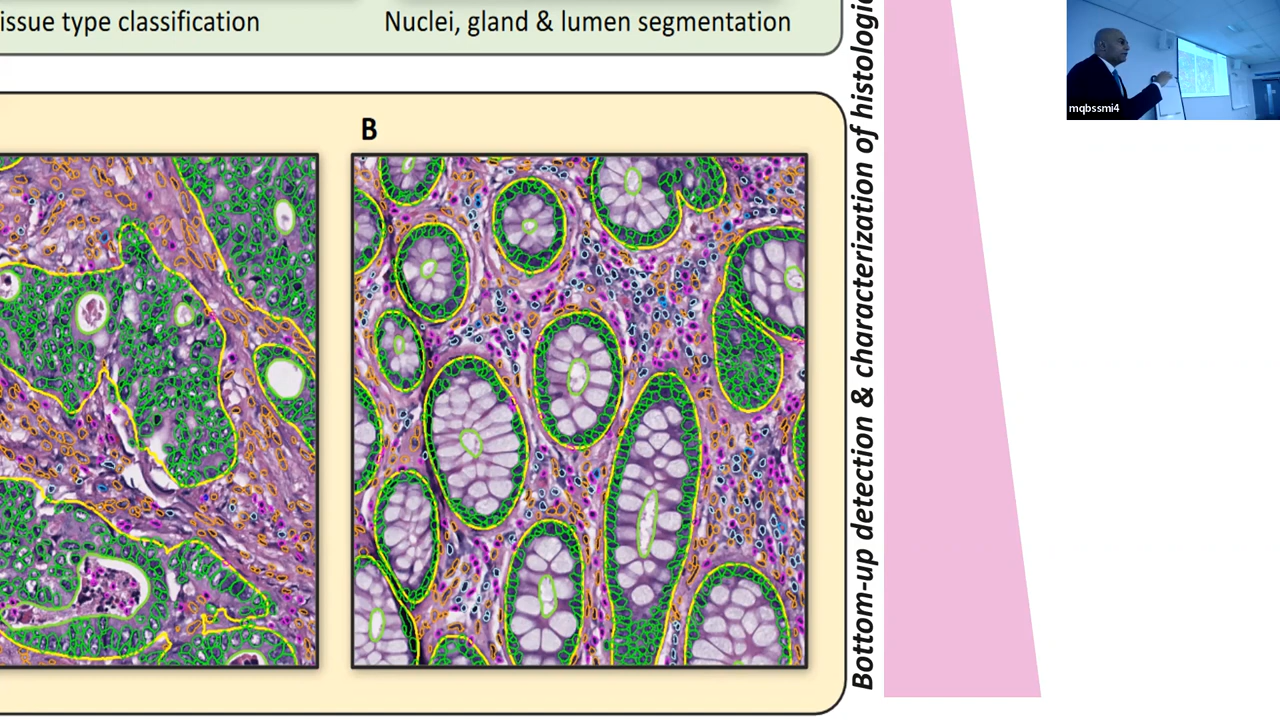 issue type classification
Nuclei, gland & lumen segmentation
B
Bottom-up detection & characterization of histologi
mqbssmi4